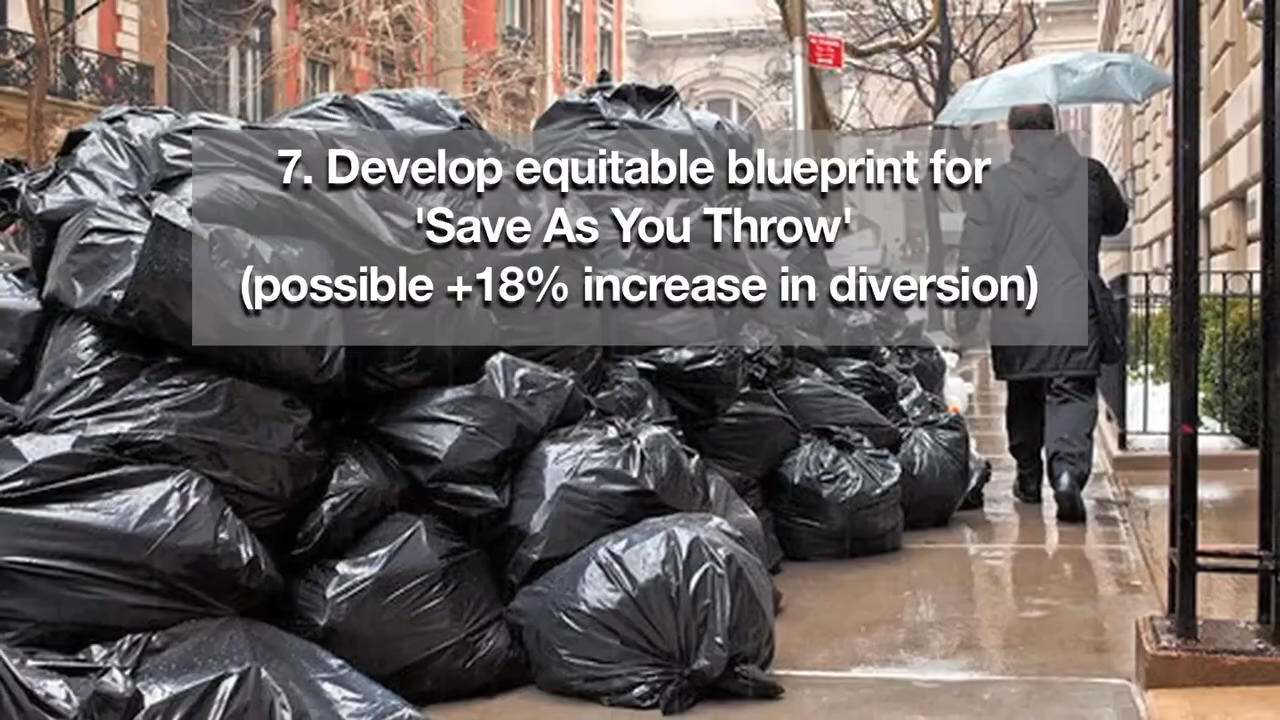 7. Develop equitable blueprint for
'Save As You Throw'
(possible +18% increase in diversion)